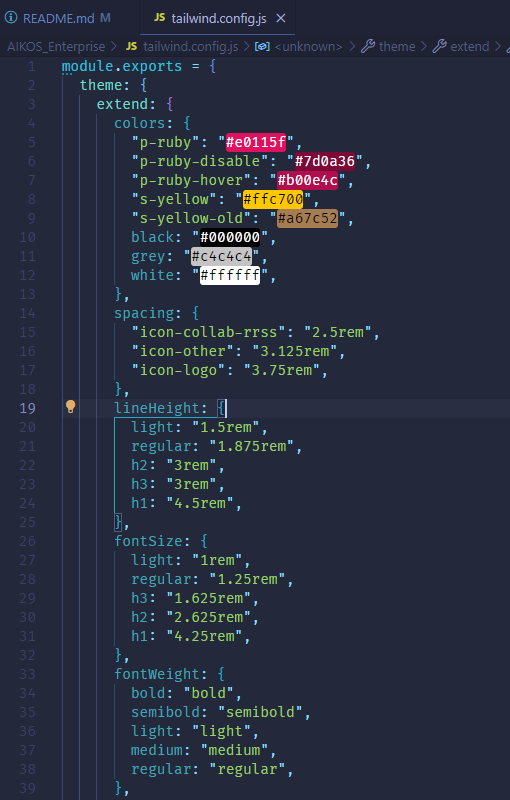 README.md M
JS tailwind.config.js ×
AIKOS_Enterprise > JS tailwind.config.js > <unknown> > theme > extend >
1 module.exports = {
2 theme: {
3 extend: {
4 colors: {
5 "p-ruby": "#e0115f",
6 "p-ruby-disable": "#7d0a36",
7 "p-ruby-hover": "#b00e4c",
8 "s-yellow": "#ffc700",
9 "s-yellow-old": "#a67c52",
10 black: "#000000",
11 grey: "#c4c4c4",
12 white: "#ffffff",
13 },
14 spacing: {
15 "icon-collab-rrss": "2.5rem",
16 "icon-other": "3.125rem",
17 "icon-logo": "3.75rem",
18 },
19 lineHeight: {
20 light: "1.5rem",
21 regular: "1.875rem",
22 h2: "3rem",
23 h3: "3rem",
24 h1: "4.5rem",
25 },
26 fontSize: {
27 light: "1rem",
28 regular: "1.25rem",
29 h3: "1.625rem",
30 h2: "2.625rem",
31 h1: "4.25rem",
32 },
33 fontWeight: {
34 bold: "bold",
35 semibold: "semibold",
36 light: "light",
37 medium: "medium",
38 regular: "regular",
39 },